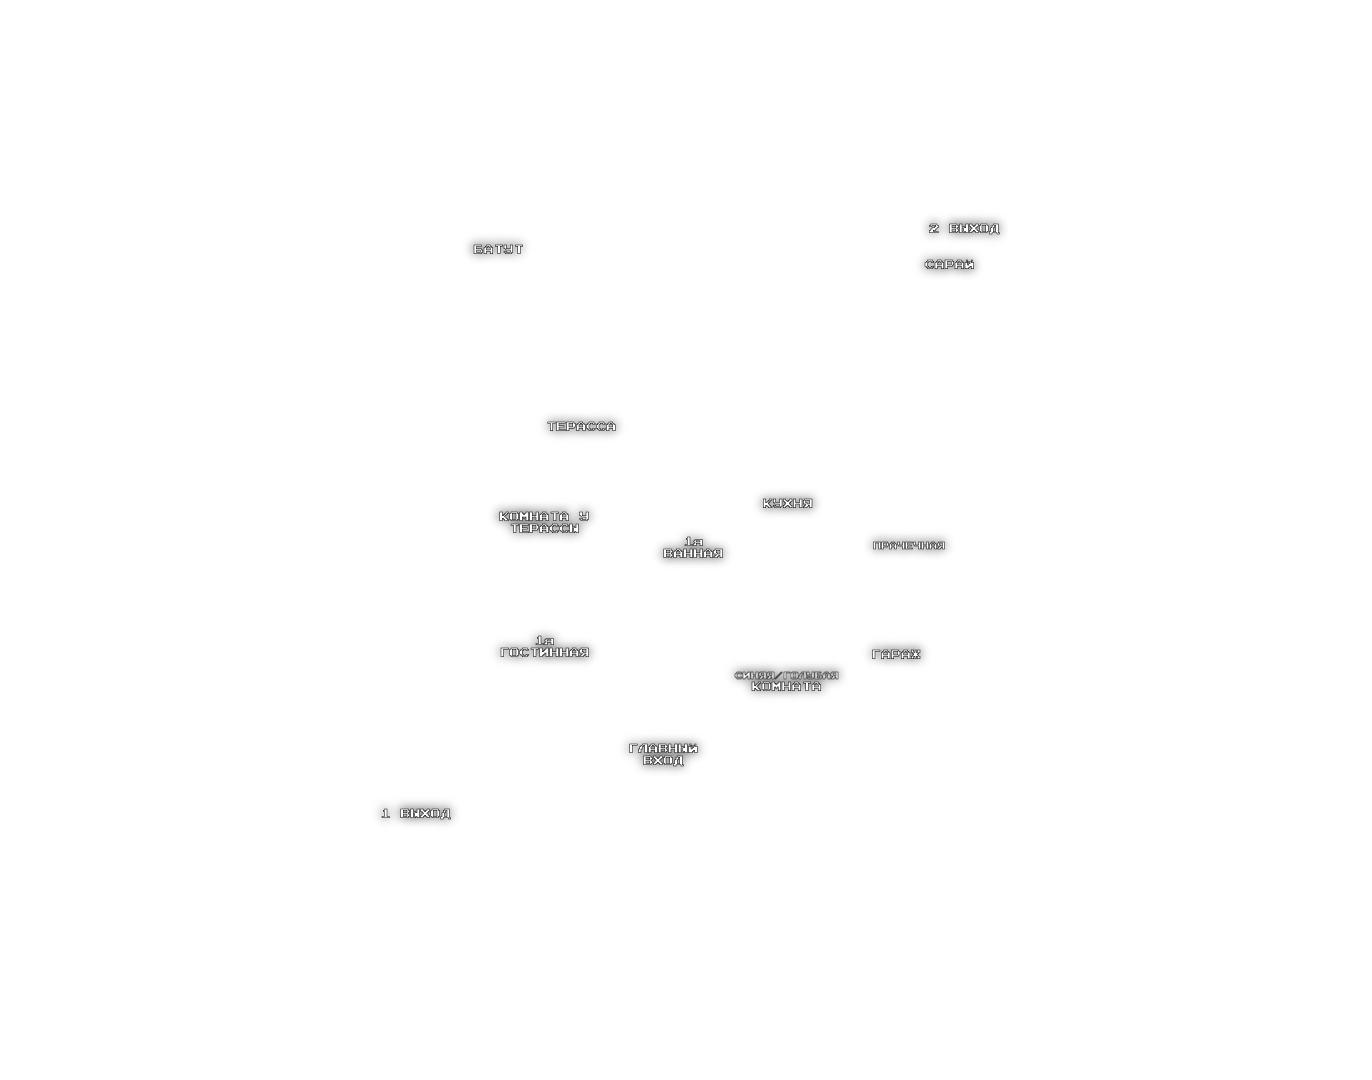 2 ВЫХОД
БАТУТ
САРАЙ
ТЕРАССА
КУХНЯ
КОМНАТА У
ТЕРАССЫ
1я
ВАННАЯ
ПРАЧЕЧНАЯ
1я
ГОСТИННАЯ
ГАРАЖ
СИНЯЯ/ГОЛУБАЯ
КОМНАТА
ГЛАВНЫЙ
ВХОД
1 ВЫХОД